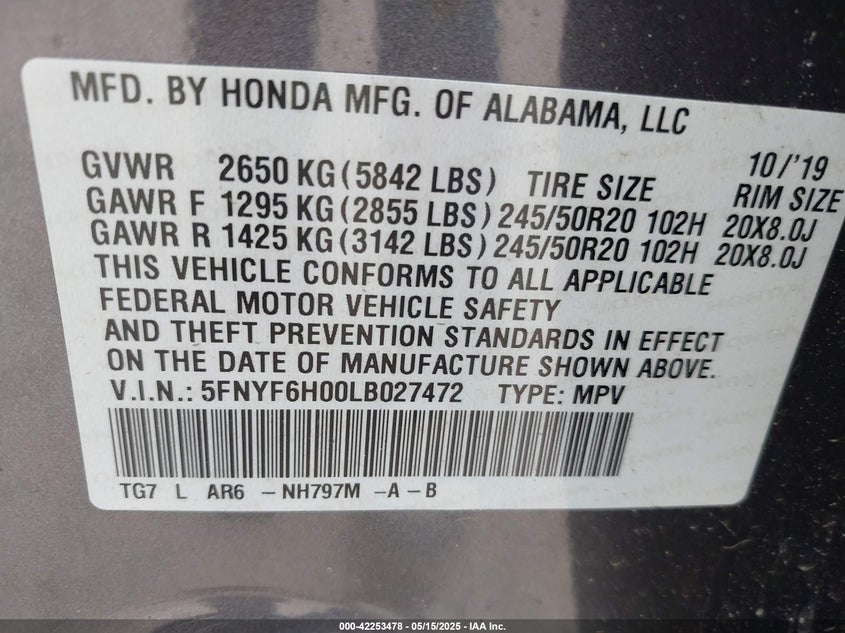 MFD. BY HONDA MFG. OF ALABAMA, LLC
10/'19
GVWR 2650 KG (5842 LBS) TIRE SIZE RIM SIZE
GAWR F 1295 KG (2855 LBS) 245/50R20 102H 20X8.0J
GAWR R 1425 KG (3142 LBS) 245/50R20 102H 20X8.0J
THIS VEHICLE CONFORMS TO ALL APPLICABLE
FEDERAL MOTOR VEHICLE SAFETY
AND THEFT PREVENTION STANDARDS IN EFFECT
ON THE DATE OF MANUFACTURE SHOWN ABOVE.
V.I.N.: 5FNYF6H00LB027472 TYPE: MPV
TG7 L AR6 -NH797M -A -B
000-42253478 - 05/15/2025 - IAA Inc.